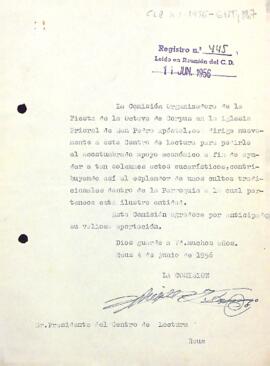 Registro n.º 445
Leido en Reunión del C. D.
11 JUN. 1956
La Comisión Organizadora de la
Fiesta de la Octava de Corpus en la iglesia
Prioral de San Pedro Apóstol, se dirige nuevamente
a este Centro de Lectura para pedirle
el acostumbrado apoyo económico a fin de ayudar
a tan solemnes actos eucarísticos, contribuyendo
así al esplendor de unos cultos tradicionales
dentro de la Parroquia a la cual pertenece
está ilustre entidad.
Esta Comisión agradece por anticipado
su valiosa aportación.
Dios guarde a Vd. muchos años.
Reus 4 de junio de 1956
LA COMISION
Sr. Presidente del Centro de Lectura
Reus